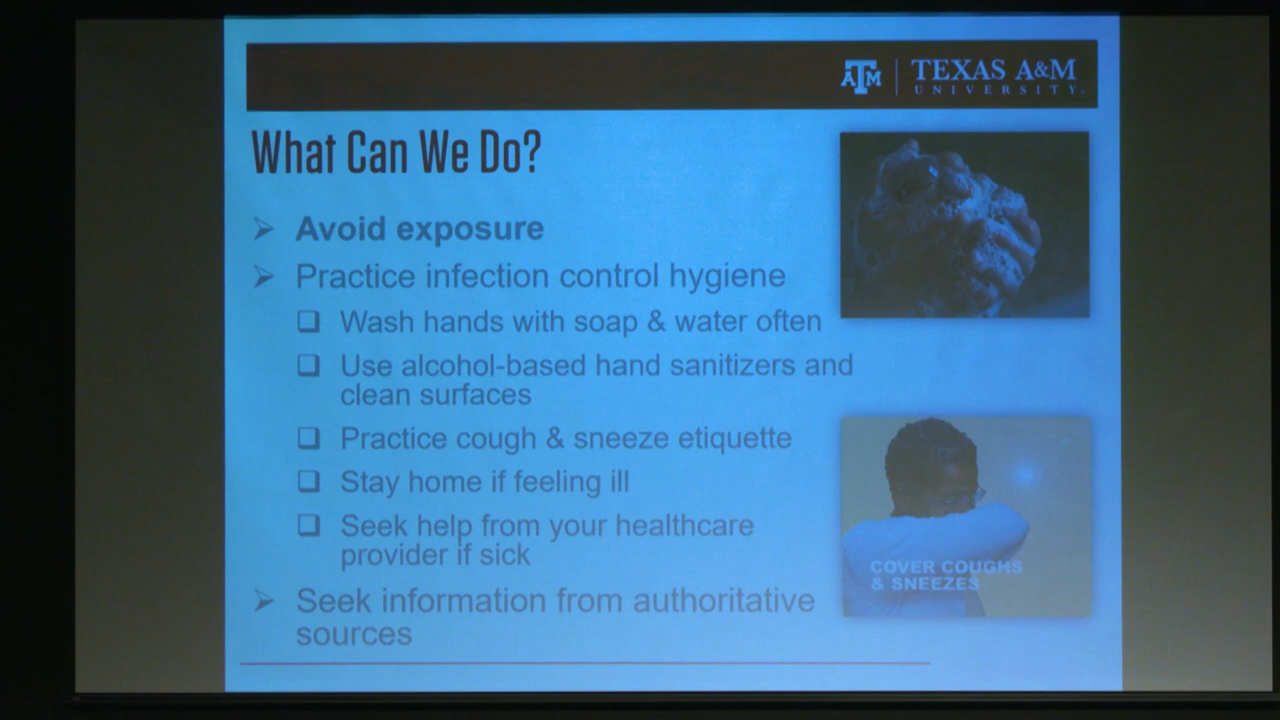 ATM TEXAS A&M
UNIVERSITY.
What Can We Do?
Avoid exposure
Practice infection control hygiene
Wash hands with soap & water often
Use alcohol-based hand sanitizers and
clean surfaces
Practice cough & sneeze etiquette
Stay home if feeling ill
Seek help from your healthcare
provider if sick
COVER COUGHS
& SNEEZES
Seek information from authoritative
sources